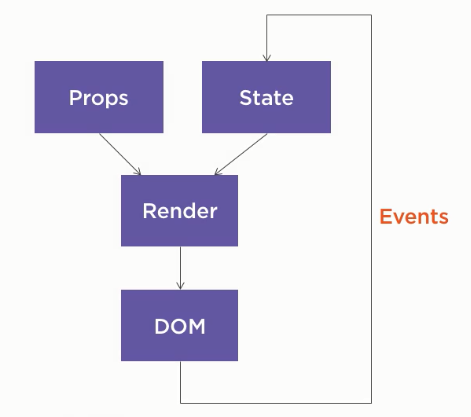 Props
State
Render
Events
DOM